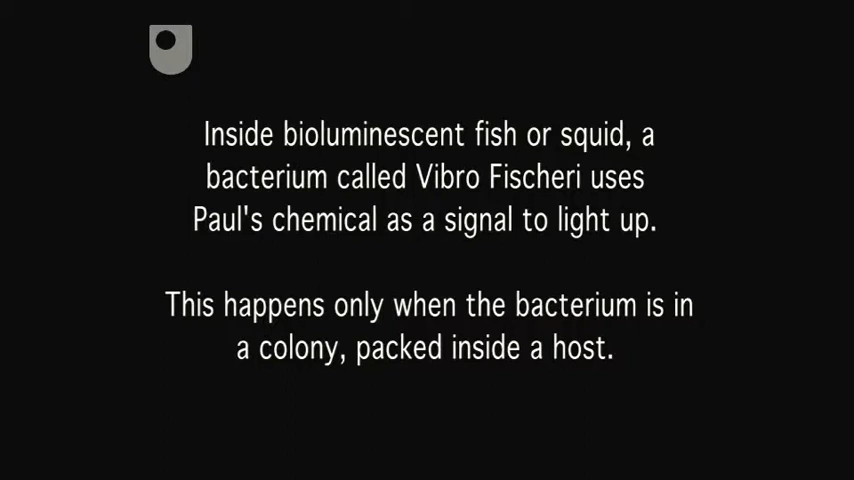 Inside bioluminescent fish or squid, a
bacterium called Vibro Fischeri uses
Paul's chemical as a signal to light up.
This happens only when the bacterium is in
a colony, packed inside a host.